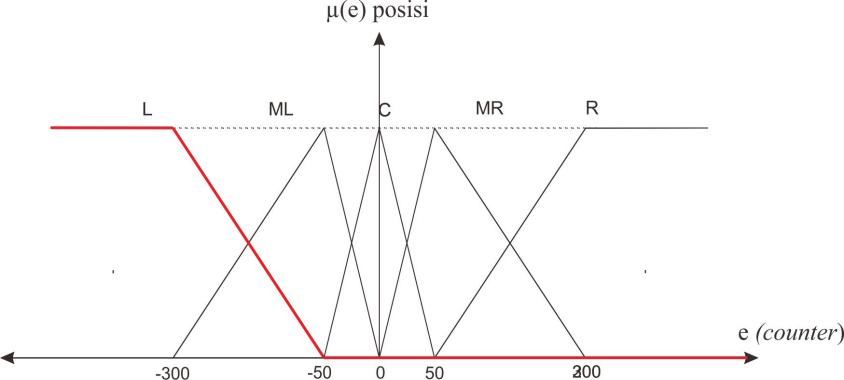 µ(e) posisi
L ML C MR R
e (counter)
-300 -50 0 50